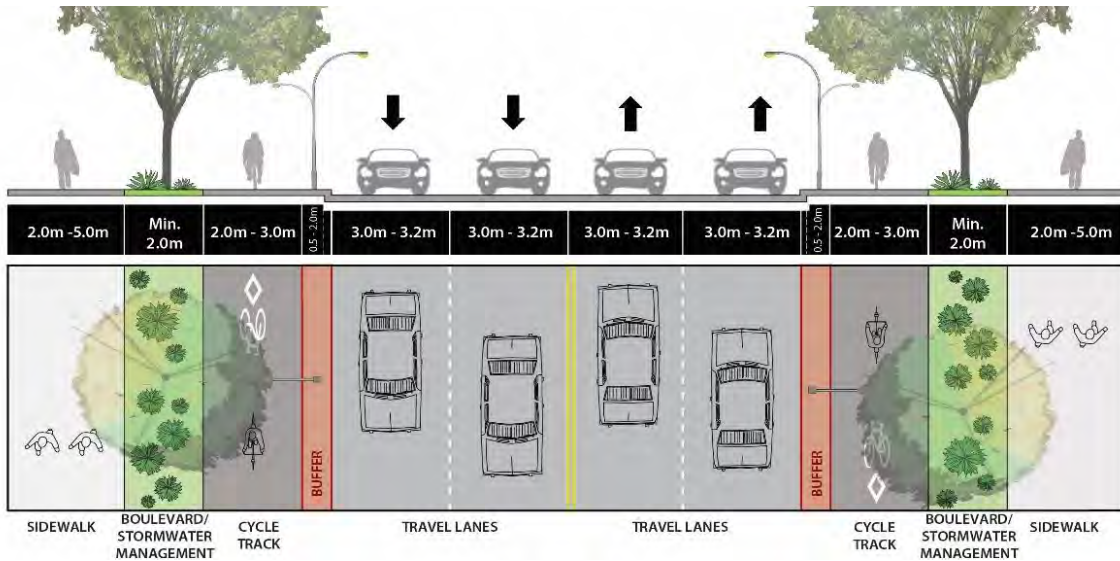 2.0m -5.0m
Min.
2.0m
2.0m - 3.0m
0.5 - 2.0m
3.0m - 3.2m
3.0m - 3.2m
3.0m - 3.2m
3.0m - 3.2m
0.5 - 2.0m
2.0m - 3.0m
Min.
2.0m
2.0m-5.0m
BUFFER
BUFFER
SIDEWALK
BOULEVARD/
STORMWATER
MANAGEMENT
CYCLE
TRACK
TRAVEL LANES
TRAVEL LANES
CYCLE
TRACK
BOULEVARD/
STORMWATER
MANAGEMENT
SIDEWALK